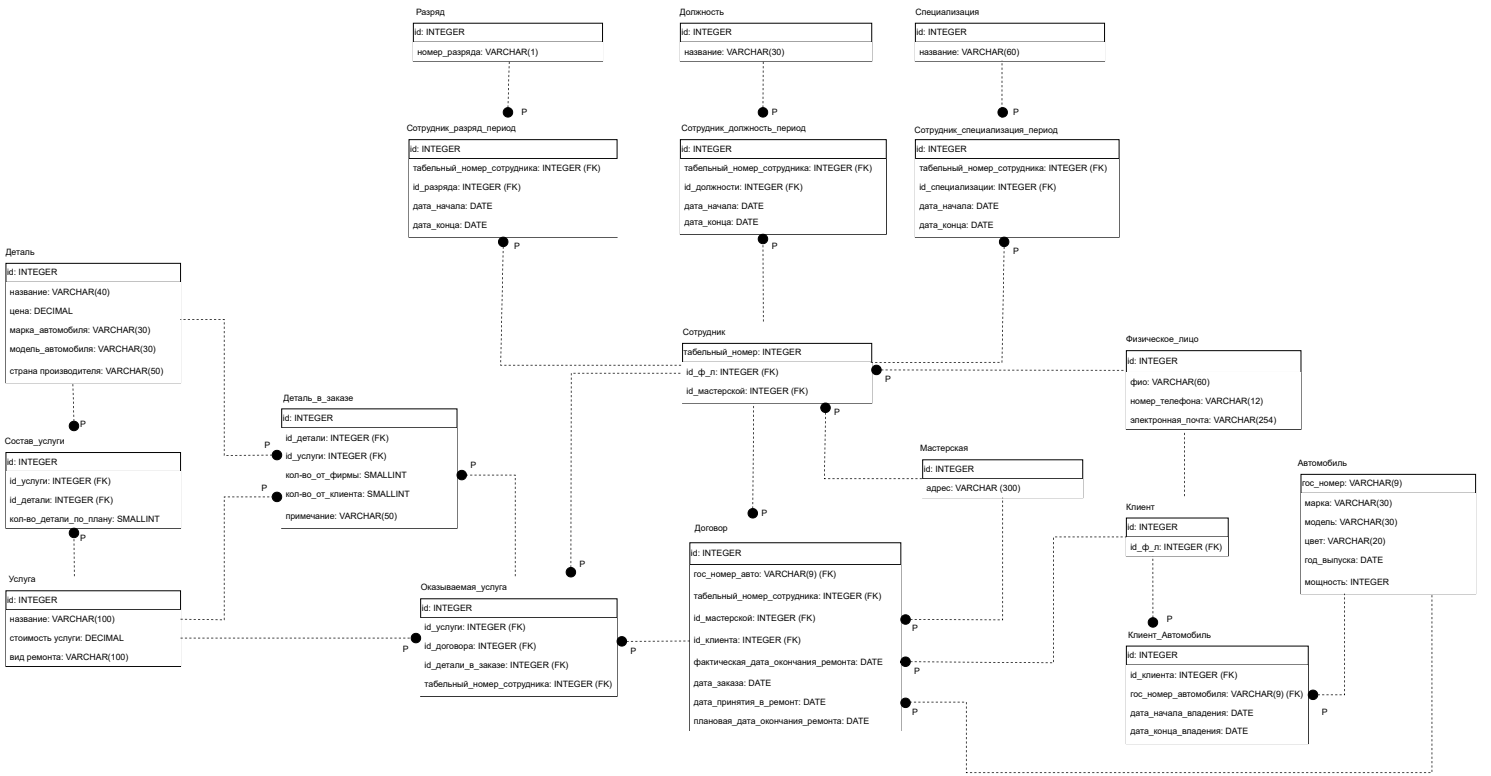 Разряд
id: INTEGER
номер_разряда: VARCHAR(1)
P
Должность
id: INTEGER
название: VARCHAR(30)
P
Специализация
id: INTEGER
название: VARCHAR(60)
P
Сотрудник_разряд_период
id: INTEGER
табельный_номер_сотрудника: INTEGER (FK)
id_разряда: INTEGER (FK)
дата_начала: DATE
дата_конца: DATE
P
Сотрудник_должность_период
id: INTEGER
табельный_номер_сотрудника: INTEGER (FK)
id_должности: INTEGER (FK)
дата_начала: DATE
дата_конца: DATE
P
Сотрудник_специализация_период
id: INTEGER
табельный_номер_сотрудника: INTEGER (FK)
id_специализации: INTEGER (FK)
дата_начала: DATE
дата_конца: DATE
P
Деталь
id: INTEGER
название: VARCHAR(40)
цена: DECIMAL
марка_автомобиля: VARCHAR(30)
модель_автомобиля: VARCHAR(30)
страна производителя: VARCHAR(50)
P
Сотрудник
табельный_номер: INTEGER
id_ф_л: INTEGER (FK)
id_мастерской: INTEGER (FK)
P
P
Физическое_лицо
id: INTEGER
фио: VARCHAR(60)
номер_телефона: VARCHAR(12)
электронная_почта: VARCHAR(254)
Деталь_в_заказе
id: INTEGER
id_детали: INTEGER (FK)
id_услуги: INTEGER (FK)
кол-во_от_фирмы: SMALLINT
кол-во_от_клиента: SMALLINT
примечание: VARCHAR(50)
P
P
P
Состав_услуги
id: INTEGER
id_услуги: INTEGER (FK)
id_детали: INTEGER (FK)
кол-во_детали_по_плану: SMALLINT
P
Мастерская
id: INTEGER
адрес: VARCHAR (300)
Автомобиль
гос_номер: VARCHAR(9)
марка: VARCHAR(30)
модель: VARCHAR(30)
цвет: VARCHAR(20)
год_выпуска: DATE
мощность: INTEGER
Клиент
id: INTEGER
id_ф_л: INTEGER (FK)
P
Услуга
id: INTEGER
название: VARCHAR(100)
стоимость услуги: DECIMAL
вид ремонта: VARCHAR(100)
P
Оказываемая_услуга
id: INTEGER
id_услуги: INTEGER (FK)
id_договора: INTEGER (FK)
id_детали_в_заказе: INTEGER (FK)
табельный_номер_сотрудника: INTEGER (FK)
P
P
P
Договор
id: INTEGER
гос_номер_авто: VARCHAR(9) (FK)
табельный_номер_сотрудника: INTEGER (FK)
id_мастерской: INTEGER (FK)
id_клиента: INTEGER (FK)
фактическая_дата_окончания_ремонта: DATE
дата_заказа: DATE
дата_принятия_в_ремонт: DATE
плановая_дата_окончания_ремонта: DATE
P
P
P
Клиент_Автомобиль
id: INTEGER
id_клиента: INTEGER (FK)
гос_номер_автомобиля: VARCHAR(9) (FK)
дата_начала_владения: DATE
дата_конца_владения: DATE
P